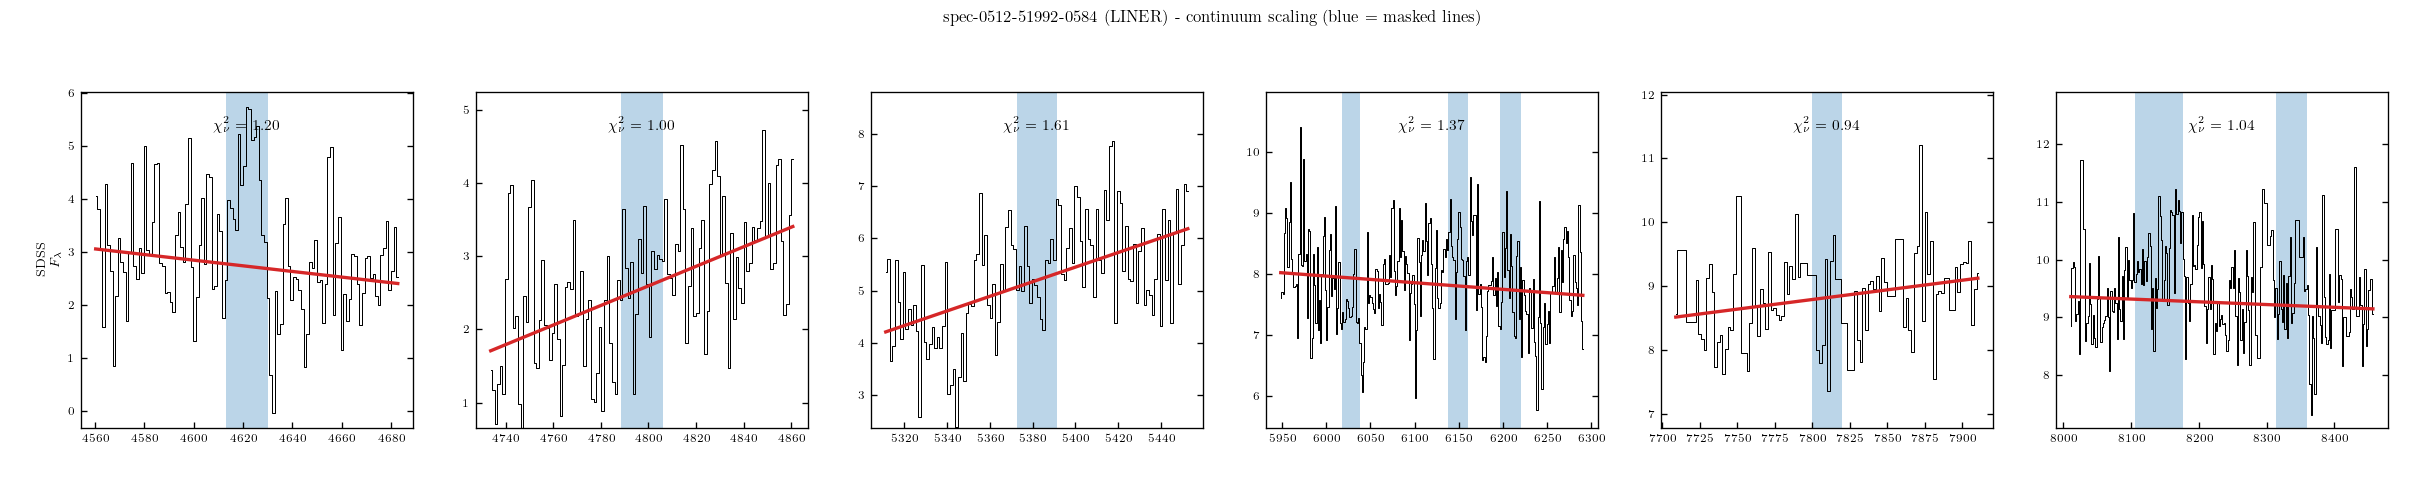 spec-0512-51992-0584 (LINER) - continuum scaling (blue = masked lines)
SDSS
Fλ
χ²ν = 1.20
0 1 2 3 4 5 6
4560 4580 4600 4620 4640 4660 4680
χ²ν = 1.00
1 2 3 4 5
4740 4760 4780 4800 4820 4840 4860
χ²ν = 1.61
3 4 5 6 7 8
5320 5340 5360 5380 5400 5420 5440
χ²ν = 1.37
6 7 8 9 10
5950 6000 6050 6100 6150 6200 6250 6300
χ²ν = 0.94
7 8 9 10 11 12
7700 7725 7750 7775 7800 7825 7850 7875 7900
χ²ν = 1.04
8 9 10 11 12
8000 8100 8200 8300 8400